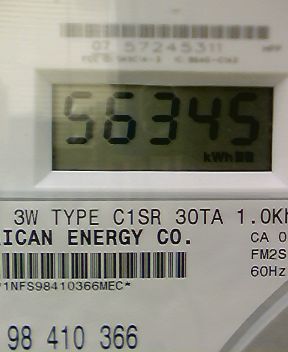 07 57245311
56345
kWh
3W TYPE C1SR 30TA 1.0Kh
ICAN ENERGY CO.
CA 0
FM2S
60Hz
1NFS98410366MEC*
98 410 366